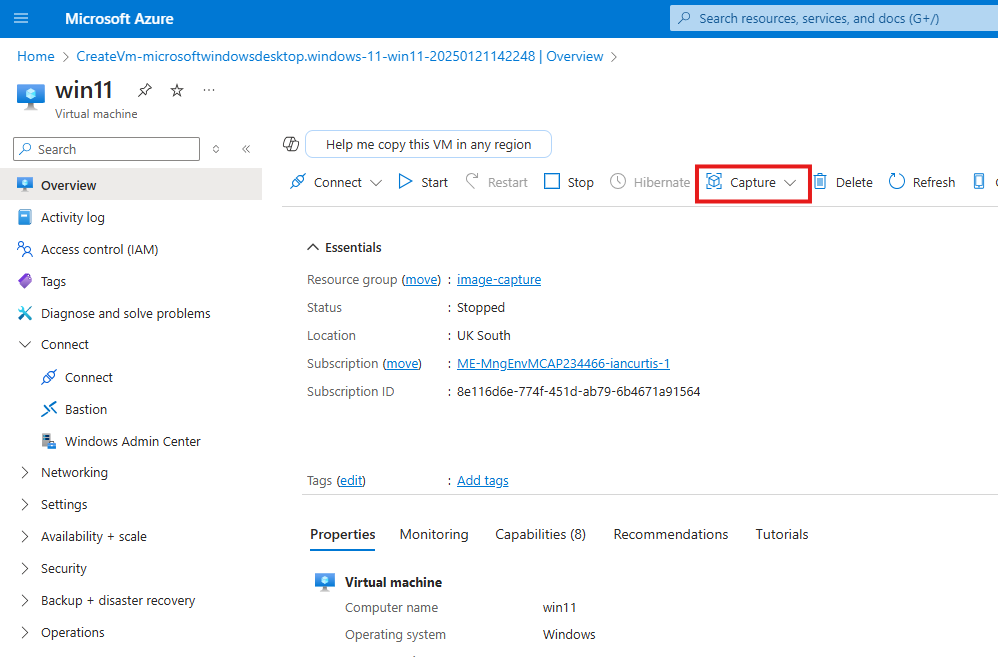 Microsoft Azure
Search resources, services, and docs (G+/)
Home > CreateVm-microsoftwindowsdesktop.windows-11-win11-20250121142248 | Overview >
win11
Virtual machine
Search
Help me copy this VM in any region
Connect Start Restart Stop Hibernate Capture Delete Refresh
Overview
Activity log
Access control (IAM)
Tags
Diagnose and solve problems
Connect
Connect
Bastion
Windows Admin Center
Networking
Settings
Availability + scale
Security
Backup + disaster recovery
Operations
Essentials
Resource group (move) : image-capture
Status : Stopped
Location : UK South
Subscription (move) : ME-MngEnvMCAP234466-iancurtis-1
Subscription ID : 8e116d6e-774f-451d-ab79-6b4671a91564
Tags (edit) : Add tags
Properties Monitoring Capabilities (8) Recommendations Tutorials
Virtual machine
Computer name win11
Operating system Windows